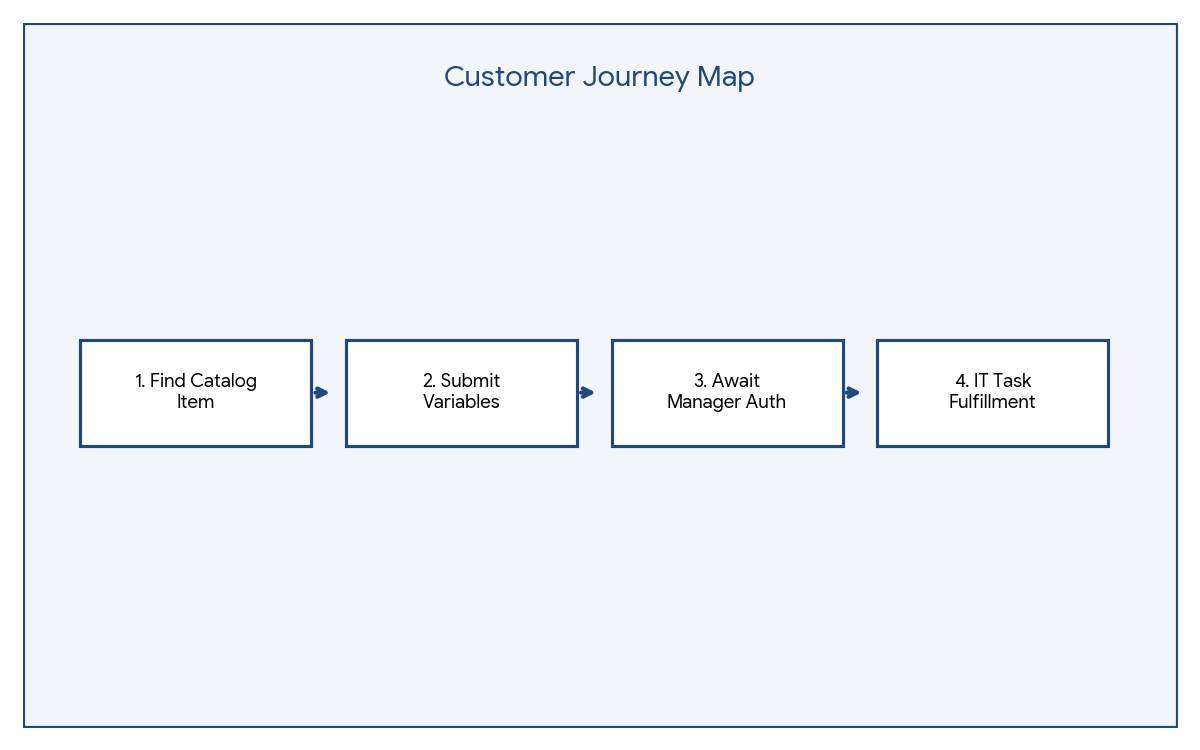 Customer Journey Map
1. Find Catalog
Item
2. Submit
Variables
3. Await
Manager Auth
4. IT Task
Fulfillment